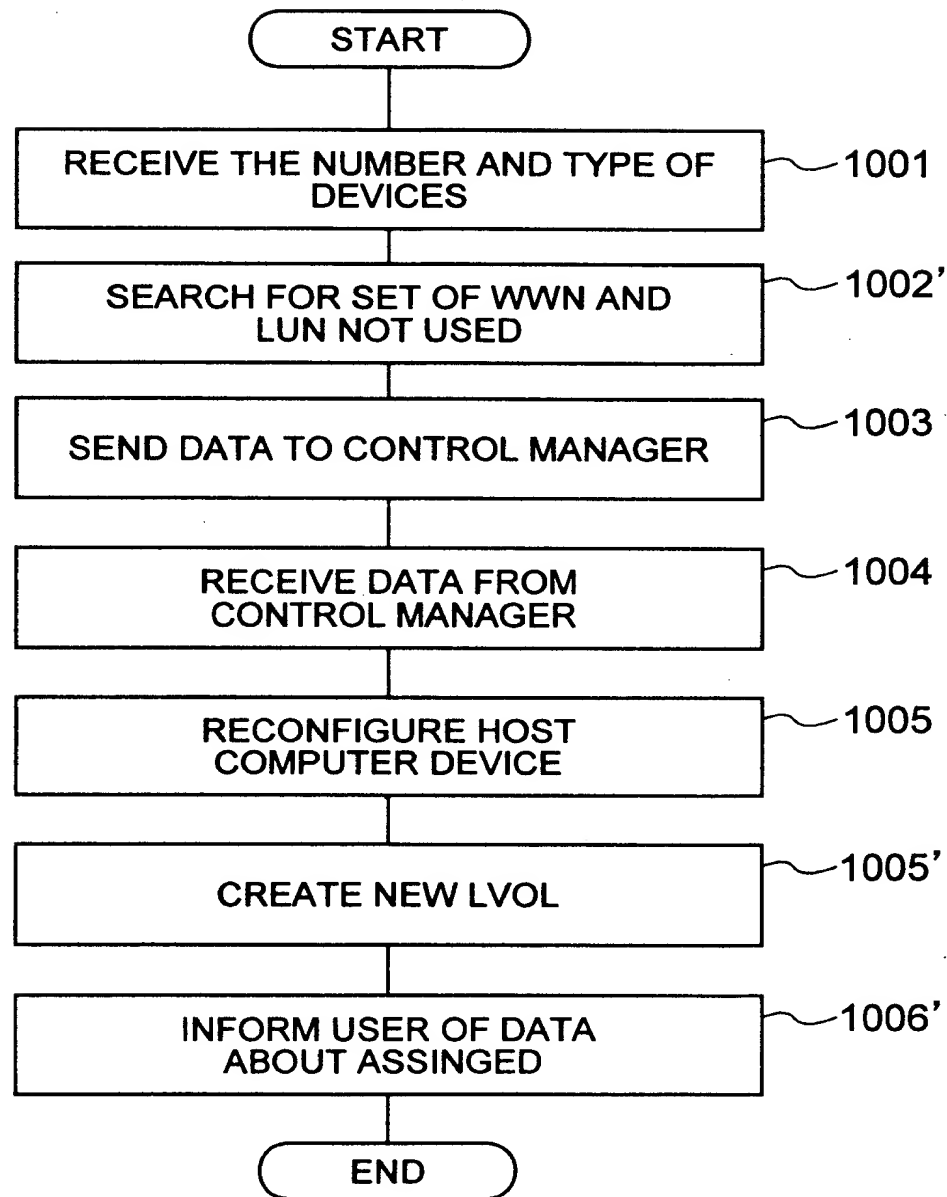 START
RECEIVE THE NUMBER AND TYPE OF
DEVICES
1001
SEARCH FOR SET OF WWN AND
LUN NOT USED
1002'
SEND DATA TO CONTROL MANAGER
1003
RECEIVE DATA FROM
CONTROL MANAGER
1004
RECONFIGURE HOST
COMPUTER DEVICE
1005
CREATE NEW LVOL
1005'
INFORM USER OF DATA
ABOUT ASSINGED
1006'
END